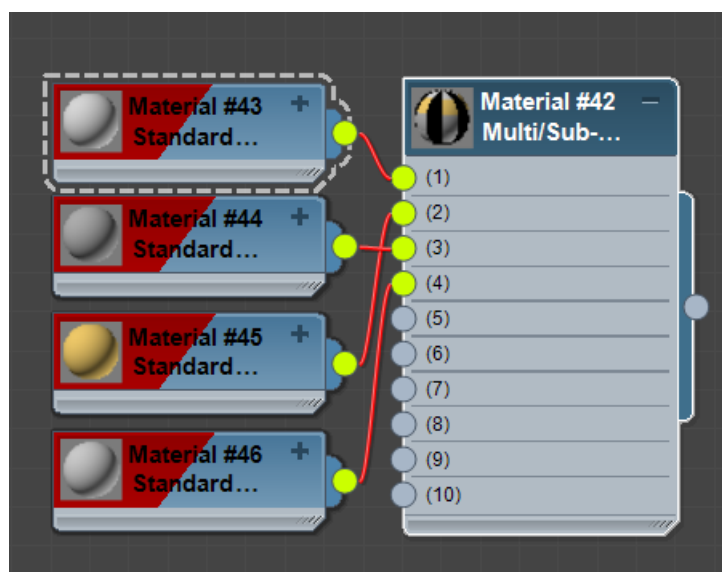 Material #43
Standard...
Material #44
Standard...
Material #45
Standard...
Material #46
Standard...
Material #42
Multi/Sub-...
(1)
(2)
(3)
(4)
(5)
(6)
(7)
(8)
(9)
(10)